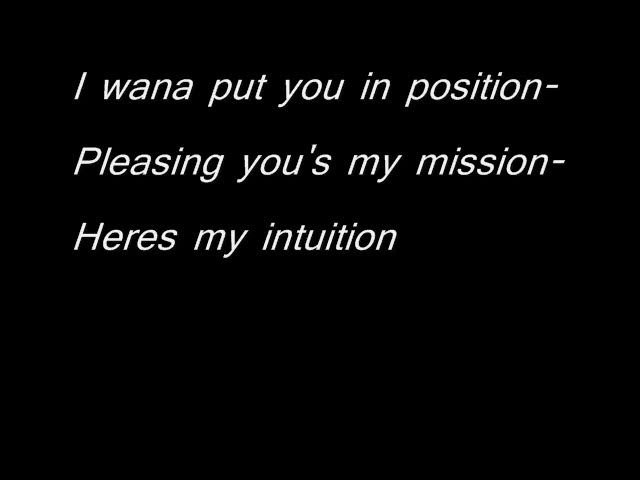 I wana put you in position-
Pleasing you's my mission-
Heres my intuition